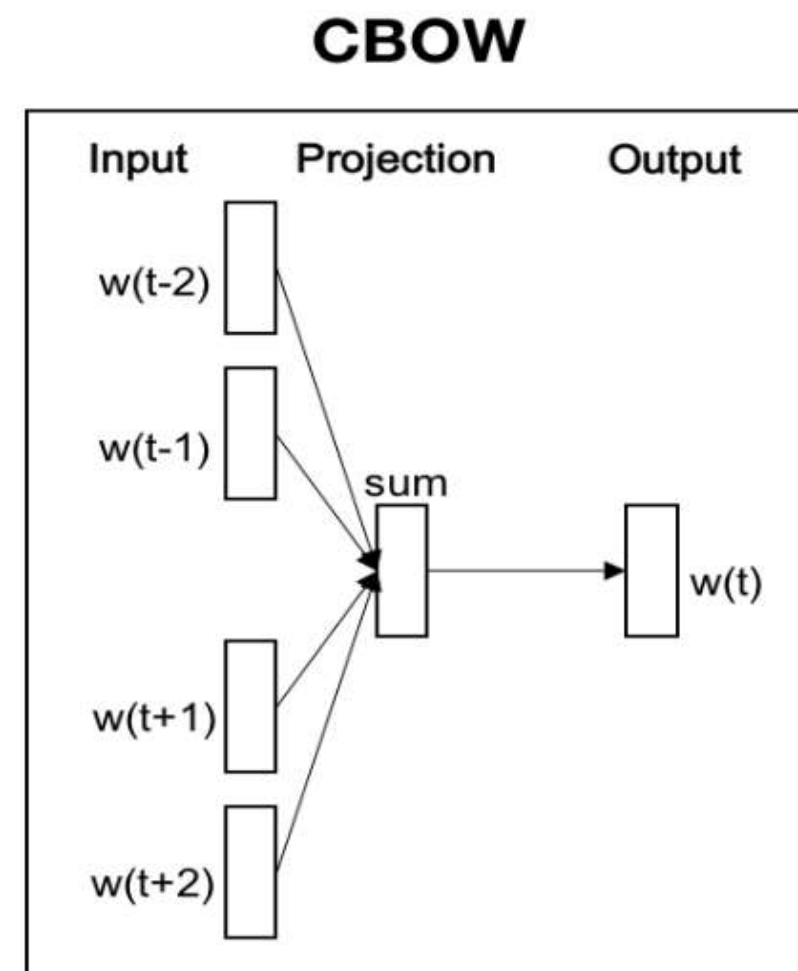 CBOW
Input Projection Output
w(t-2)
w(t-1)
sum
w(t)
w(t+1)
w(t+2)